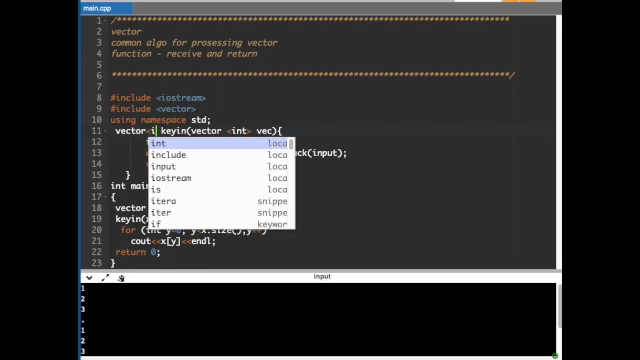 main.cpp
1 /*******************************************************************************
2 vector
3 common algo for prosessing vector
4 function - receive and return
5
6 *******************************************************************************/
7
8 #include <iostream>
9 #include <vector>
10 using namespace std;
11 vector<i keyin(vector <int> vec){
12 int loca
13 include loca ck(input);
14 input loca
15 } iostream loca
16 int mai is loca
17 { itera snippe
18 vector iter snippe
19 keyin(x if keywor
20 for (int y=0; y<x.size();y++)
21 cout<<x[y]<<endl;
22 return 0;
23 }
input
1
2
3
.
1
2
3